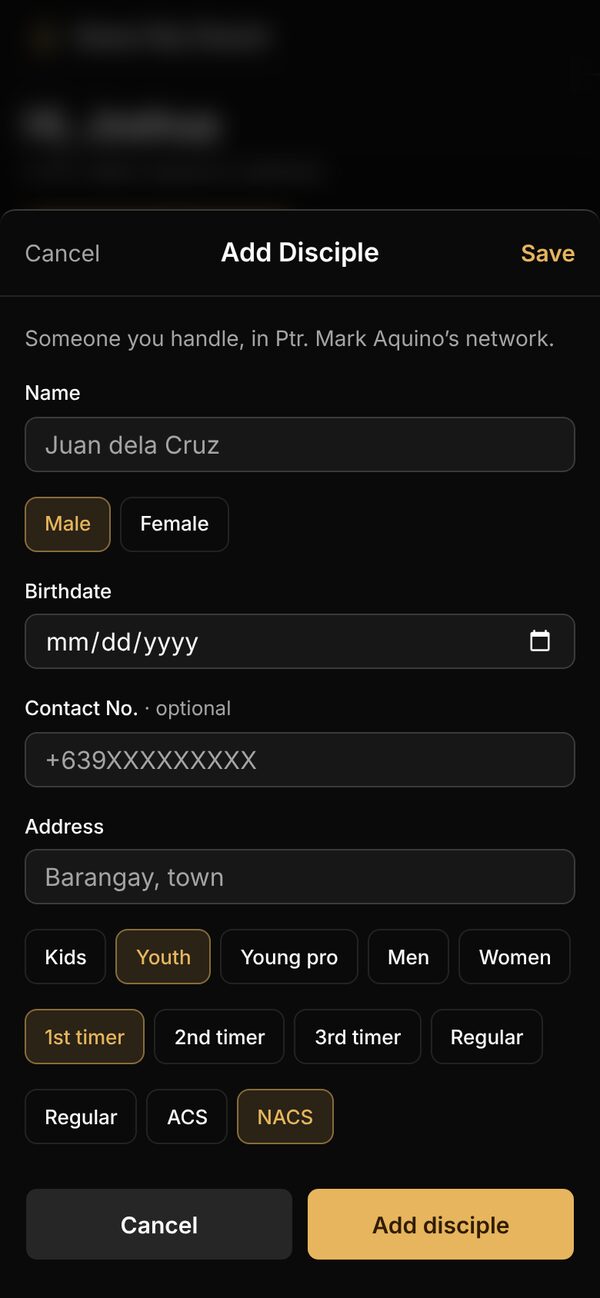 Cancel Add Disciple Save
Someone you handle, in Ptr. Mark Aquino’s network.
Name
Juan dela Cruz
Male Female
Birthdate
mm/dd/yyyy
Contact No. · optional
+639XXXXXXXXX
Address
Barangay, town
Kids Youth Young pro Men Women
1st timer 2nd timer 3rd timer Regular
Regular ACS NACS
Cancel Add disciple